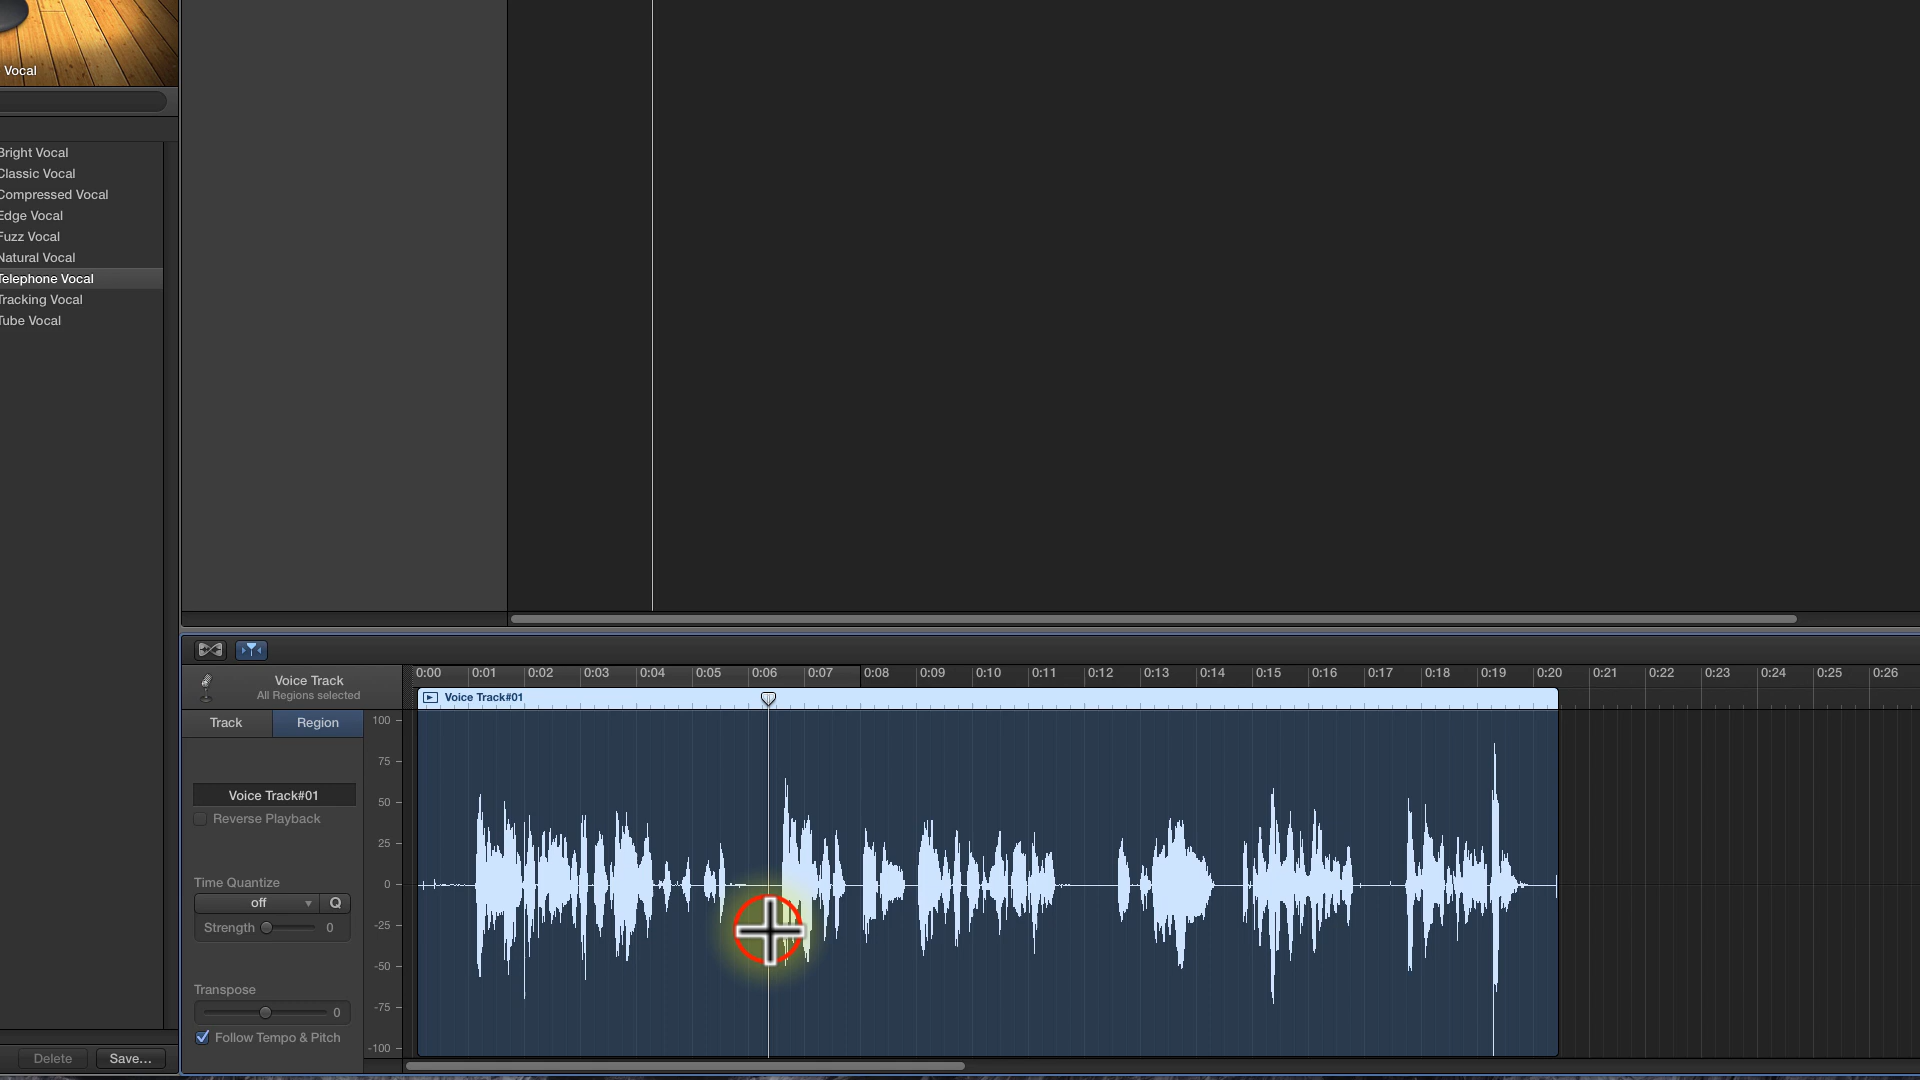 Vocal
Bright Vocal
Classic Vocal
Compressed Vocal
Edge Vocal
Fuzz Vocal
Natural Vocal
Telephone Vocal
Tracking Vocal
Tube Vocal
Delete Save...
Voice Track
All Regions selected
Track Region
Voice Track#01
Reverse Playback
Time Quantize
off Q
Strength 0
Transpose
0
Follow Tempo & Pitch
0:00 0:01 0:02 0:03 0:04 0:05 0:06 0:07 0:08 0:09 0:10 0:11 0:12 0:13 0:14 0:15 0:16 0:17 0:18 0:19 0:20 0:21 0:22 0:23 0:24 0:25 0:26
Voice Track#01
100
75
50
25
0
-25
-50
-75
-100